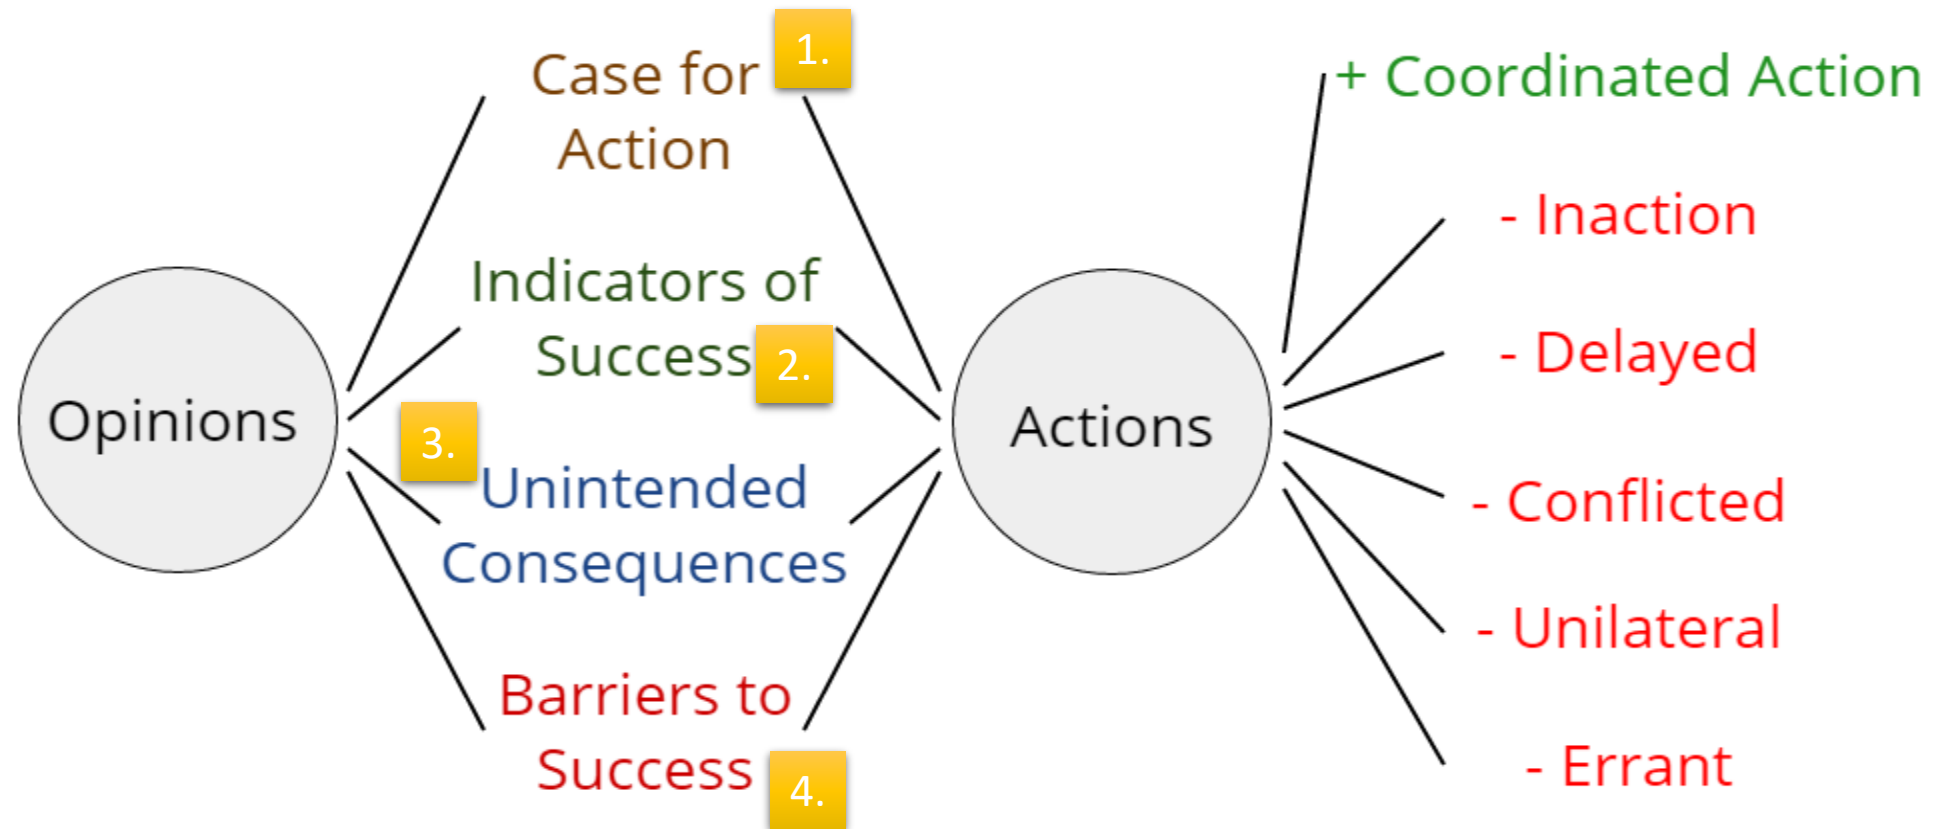 Case for
1.
Action
Indicators of
Success
2.
3.
Unintended
Consequences
Barriers to
Success
4.
Opinions
Actions
+ Coordinated Action
- Inaction
- Delayed
- Conflicted
- Unilateral
- Errant